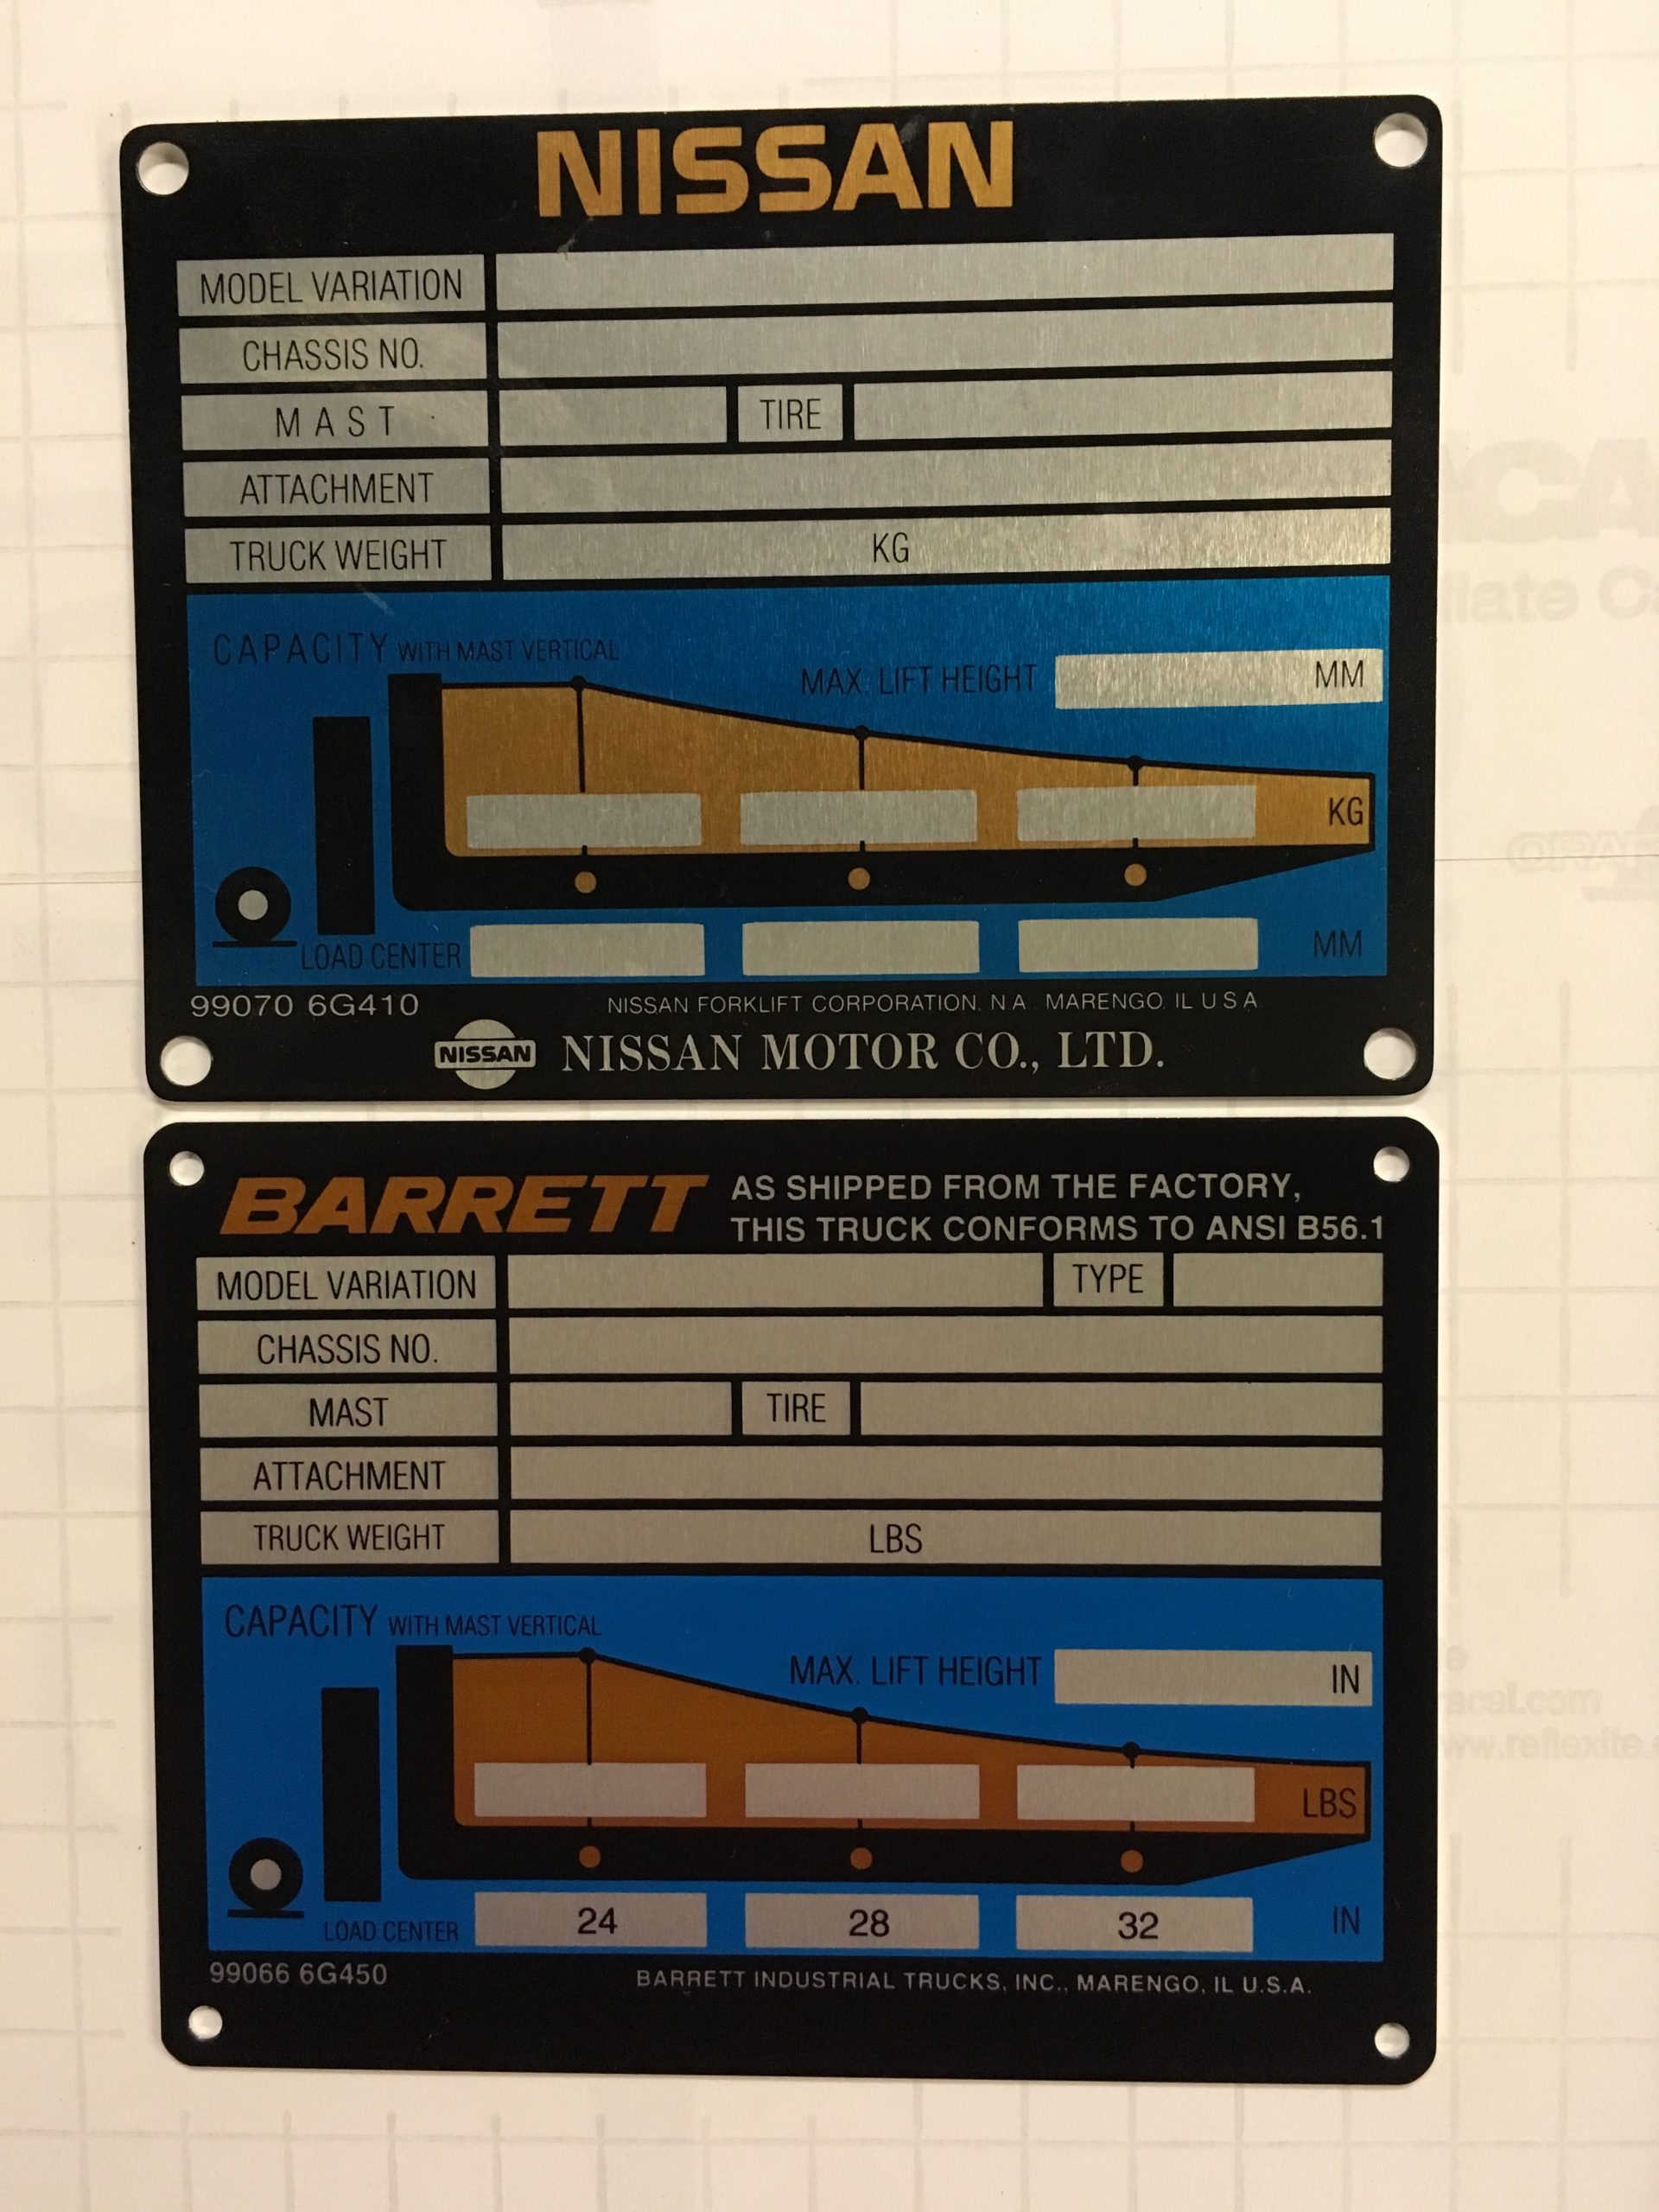 NISSAN
MODEL VARIATION
CHASSIS NO.
MAST TIRE
ATTACHMENT
TRUCK WEIGHT KG
CAPACITY WITH MAST VERTICAL
MAX. LIFT HEIGHT MM
KG
LOAD CENTER MM
99070 6G410 NISSAN FORKLIFT CORPORATION. N.A. MARENGO. IL U S A
NISSAN NISSAN MOTOR CO., LTD.
BARRETT AS SHIPPED FROM THE FACTORY,
THIS TRUCK CONFORMS TO ANSI B56.1
MODEL VARIATION TYPE
CHASSIS NO.
MAST TIRE
ATTACHMENT
TRUCK WEIGHT LBS
CAPACITY WITH MAST VERTICAL
MAX. LIFT HEIGHT IN
LBS
LOAD CENTER 24 28 32 IN
99066 6G450 BARRETT INDUSTRIAL TRUCKS, INC., MARENGO, IL U.S.A.